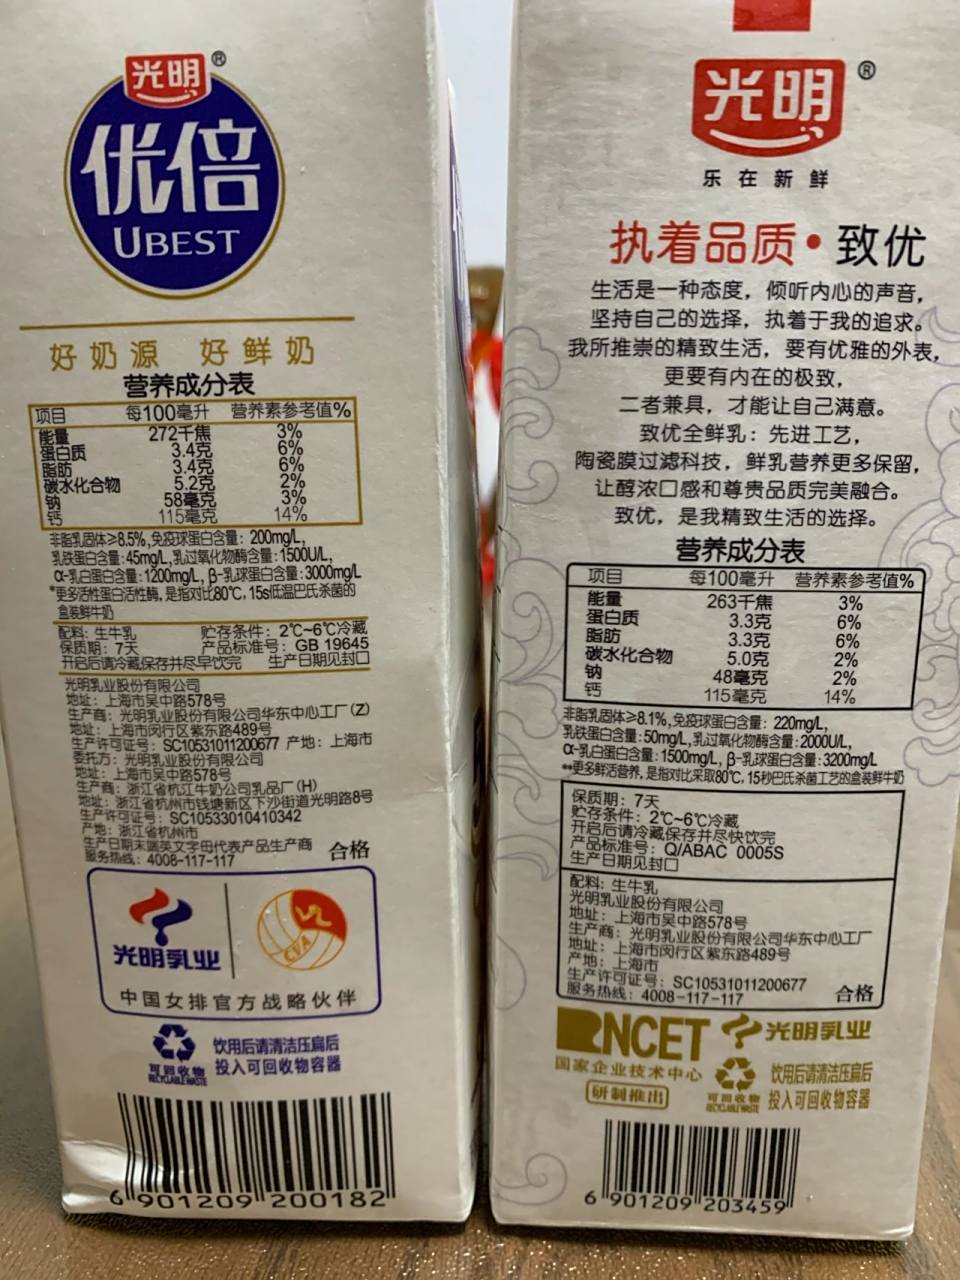 光明®
优倍
UBEST
好奶源 好鲜奶
营养成分表
项目 每100毫升 营养素参考值%
能量 272千焦 3%
蛋白质 3.4克 6%
脂肪 3.4克 6%
碳水化合物 5.2克 2%
钠 58毫克 3%
钙 115毫克 14%
非脂乳固体≥8.5%,免疫球蛋白含量：200mg/L,
乳铁蛋白含量:45mg/L,乳过氧化物酶含量:1500U/L,
α-乳白蛋白含量:1200mg/L,β-乳球蛋白含量:3000mg/L
*更多活性蛋白活性酶,是指对比80℃,15s低温巴氏杀菌的
盒装鲜牛奶
配料：生牛乳 贮存条件：2℃~6℃冷藏
保质期：7天 产品标准号：GB 19645
开启后请冷藏保存并尽早饮完 生产日期见封口
光明乳业股份有限公司
地址：上海市吴中路578号
生产商：光明乳业股份有限公司华东中心工厂(Z)
地址：上海市闵行区紫东路489号
生产许可证号：SC10531011200677 产地：上海市
委托方：光明乳业股份有限公司
地址：上海市吴中路578号
生产商：浙江省杭江牛奶公司乳品厂(H)
地址：浙江省杭州市钱塘新区下沙街道光明路8号
生产许可证号：SC10533010410342
产地：浙江省杭州市
生产日期末端英文字母代表产品生产商 合格
服务热线：4008-117-117
光明乳业
CVA
中国女排官方战略伙伴
可回收物
RECYCLABLE WASTE
饮用后请清洁压扁后
投入可回收物容器
6 901209 200182
光明®
乐在新鲜
执着品质·致优
生活是一种态度，倾听内心的声音，
坚持自己的选择，执着于我的追求。
我所推崇的精致生活，要有优雅的外表，
更要有内在的极致，
二者兼具，才能让自己满意。
致优全鲜乳：先进工艺，
陶瓷膜过滤科技，鲜乳营养更多保留，
让醇浓口感和尊贵品质完美融合。
致优，是我精致生活的选择。
营养成分表
项目 每100毫升 营养素参考值%
能量 263千焦 3%
蛋白质 3.3克 6%
脂肪 3.3克 6%
碳水化合物 5.0克 2%
钠 48毫克 2%
钙 115毫克 14%
非脂乳固体≥8.1%,免疫球蛋白含量：220mg/L,
乳铁蛋白含量:50mg/L,乳过氧化物酶含量:2000U/L,
α-乳白蛋白含量:1500mg/L,β-乳球蛋白含量:3200mg/L
**更多鲜活营养,是指对比采取80℃,15秒巴氏杀菌工艺的盒装鲜牛奶
保质期：7天
贮存条件：2℃~6℃冷藏
开启后请冷藏保存并尽快饮完
产品标准号：Q/ABAC 0005S
生产日期见封口
配料：生牛乳
光明乳业股份有限公司
地址：上海市吴中路578号
生产商：光明乳业股份有限公司华东中心工厂
地址：上海市闵行区紫东路489号
产地：上海市
生产许可证号：SC10531011200677
服务热线：4008-117-117 合格
RNCET
国家企业技术中心
研制推出
光明乳业
可回收物
RECYCLABLE WASTE
饮用后请清洁压扁后
投入可回收物容器
6 901209 203459